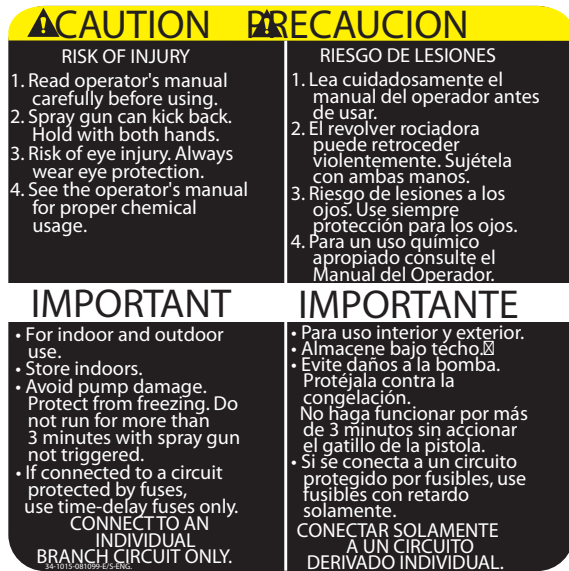 CAUTION
RISK OF INJURY
1. Read operator's manual
carefully before using.
2. Spray gun can kick back.
Hold with both hands.
3. Risk of eye injury. Always
wear eye protection.
4. See the operator's manual
for proper chemical
usage.
PRECAUCION
RIESGO DE LESIONES
1. Lea cuidadosamente el
manual del operador antes
de usar.
2. El revolver rociadora
puede retroceder
violentemente. Sujétela
con ambas manos.
3. Riesgo de lesiones a los
ojos. Use siempre
protección para los ojos.
4. Para un uso químico
apropiado consulte el
Manual del Operador.
IMPORTANT
• For indoor and outdoor
use.
• Store indoors.
• Avoid pump damage.
Protect from freezing. Do
not run for more than
3 minutes with spray gun
not triggered.
• If connected to a circuit
protected by fuses,
use time-delay fuses only.
CONNECT TO AN
INDIVIDUAL
BRANCH CIRCUIT ONLY.
34-1015-081099-E/S-ENG.
IMPORTANTE
• Para uso interior y exterior.
• Almacene bajo techo.
• Evite daños a la bomba.
Protéjala contra la
congelación.
No haga funcionar por más
de 3 minutos sin accionar
el gatillo de la pistola.
• Si se conecta a un circuito
protegido por fusibles, use
fusibles con retardo
solamente.
CONECTAR SOLAMENTE
A UN CIRCUITO
DERIVADO INDIVIDUAL.